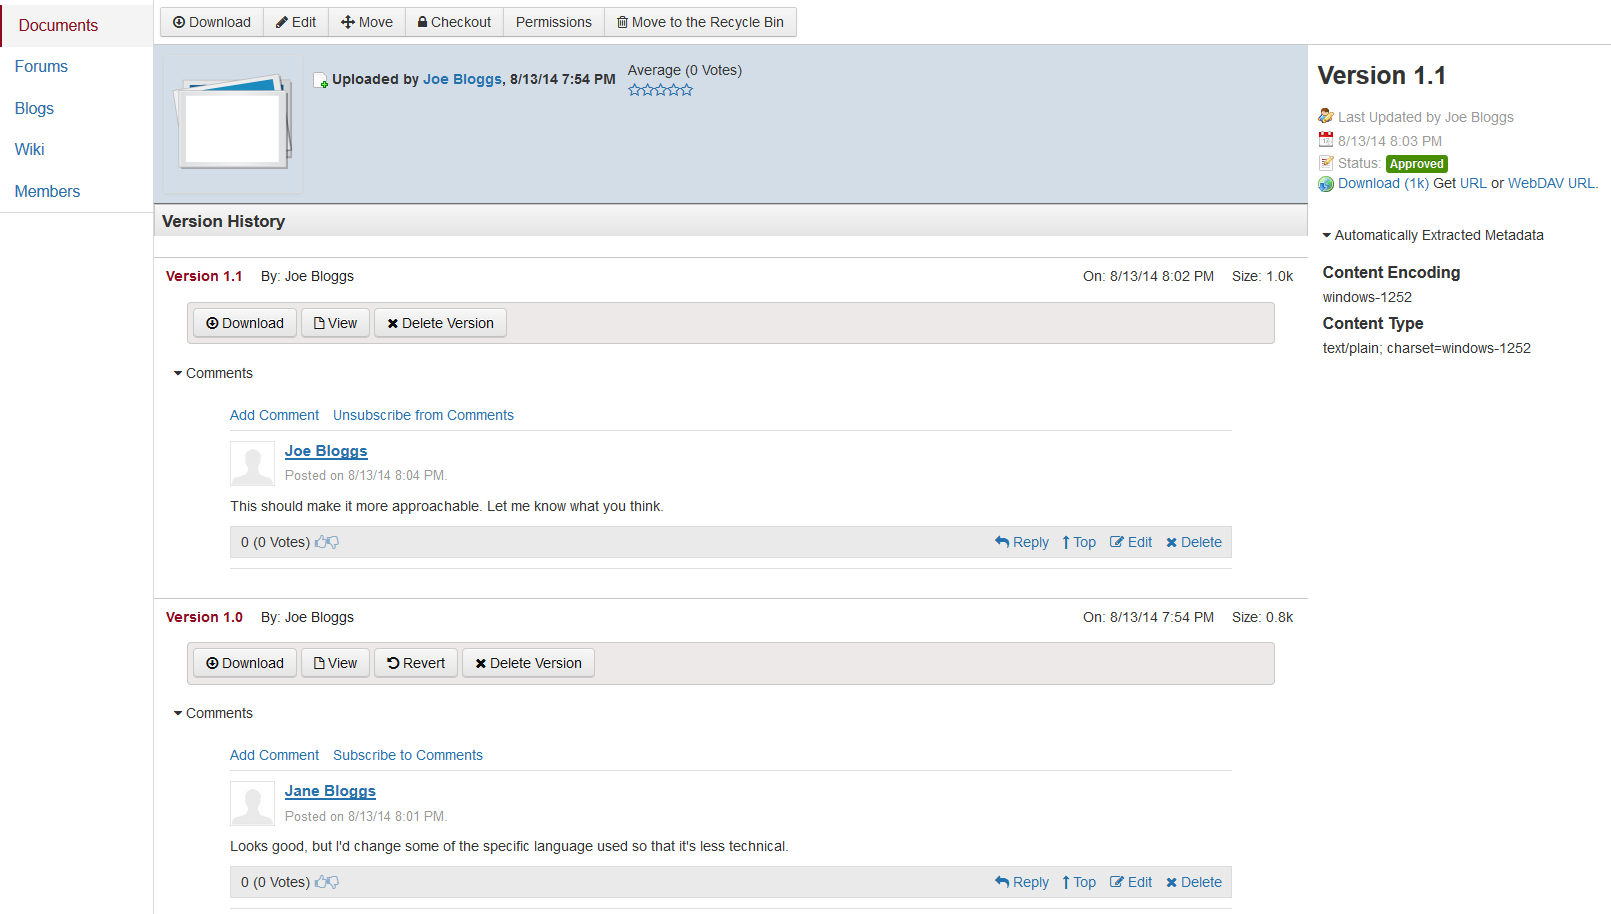 Documents
Forums
Blogs
Wiki
Members
Download Edit Move Checkout Permissions Move to the Recycle Bin
Uploaded by Joe Bloggs, 8/13/14 7:54 PM
Average (0 Votes)
Version History
Version 1.1 By: Joe Bloggs On: 8/13/14 8:02 PM Size: 1.0k
Download View Delete Version
Comments
Add Comment Unsubscribe from Comments
Joe Bloggs
Posted on 8/13/14 8:04 PM.
This should make it more approachable. Let me know what you think.
0 (0 Votes) Reply Top Edit Delete
Version 1.0 By: Joe Bloggs On: 8/13/14 7:54 PM Size: 0.8k
Download View Revert Delete Version
Comments
Add Comment Subscribe to Comments
Jane Bloggs
Posted on 8/13/14 8:01 PM.
Looks good, but I'd change some of the specific language used so that it's less technical.
0 (0 Votes) Reply Top Edit Delete
Version 1.1
Last Updated by Joe Bloggs
8/13/14 8:03 PM
Status: Approved
Download (1k) Get URL or WebDAV URL.
Automatically Extracted Metadata
Content Encoding
windows-1252
Content Type
text/plain; charset=windows-1252